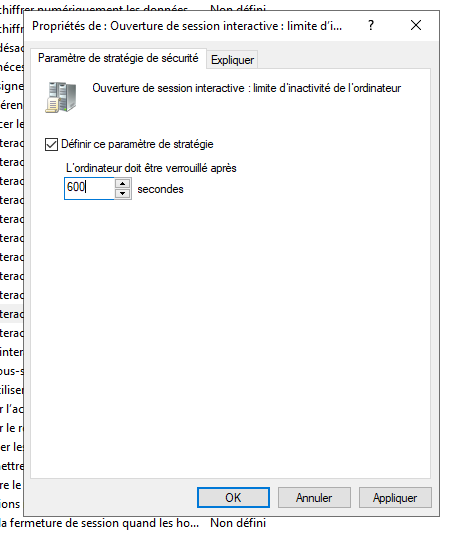 chiffrer numériquement les données... Non défini
Propriétés de : Ouverture de session interactive : limite d'i... ?
Paramètre de stratégie de sécurité Expliquer
Ouverture de session interactive : limite d'inactivité de l'ordinateur
Définir ce paramètre de stratégie
L'ordinateur doit être verrouillé après
600 secondes
OK Annuler Appliquer
la fermeture de session quand les ho... Non défini